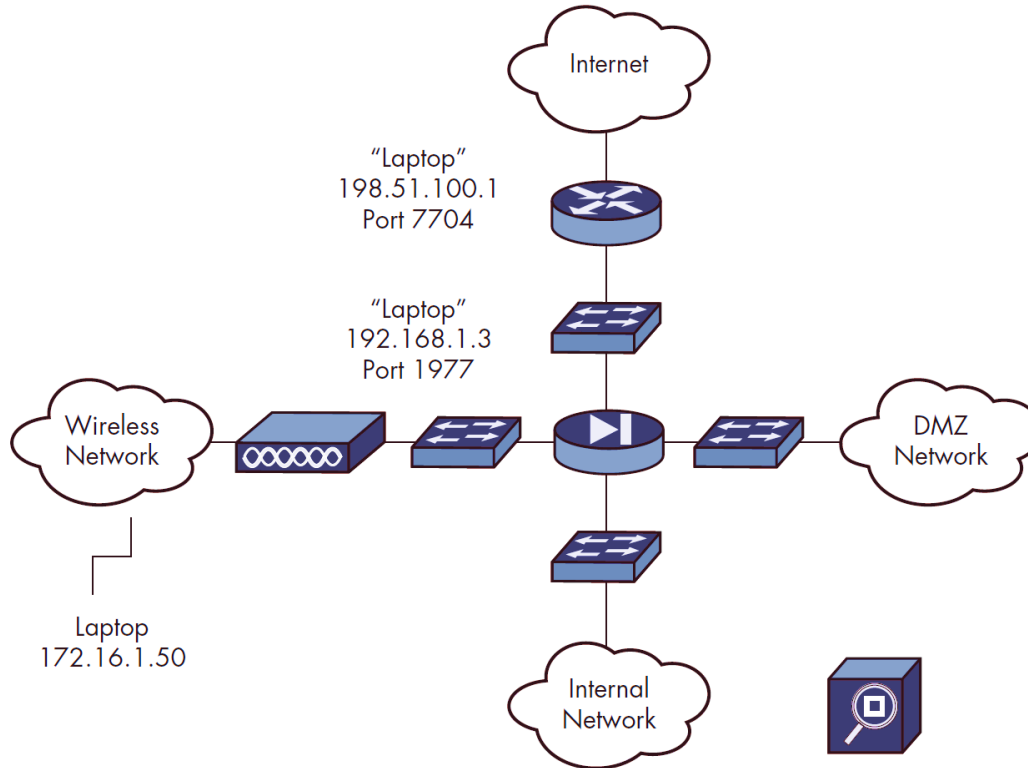 Internet
“Laptop”
198.51.100.1
Port 7704
“Laptop”
192.168.1.3
Port 1977
Wireless
Network
DMZ
Network
Laptop
172.16.1.50
Internal
Network